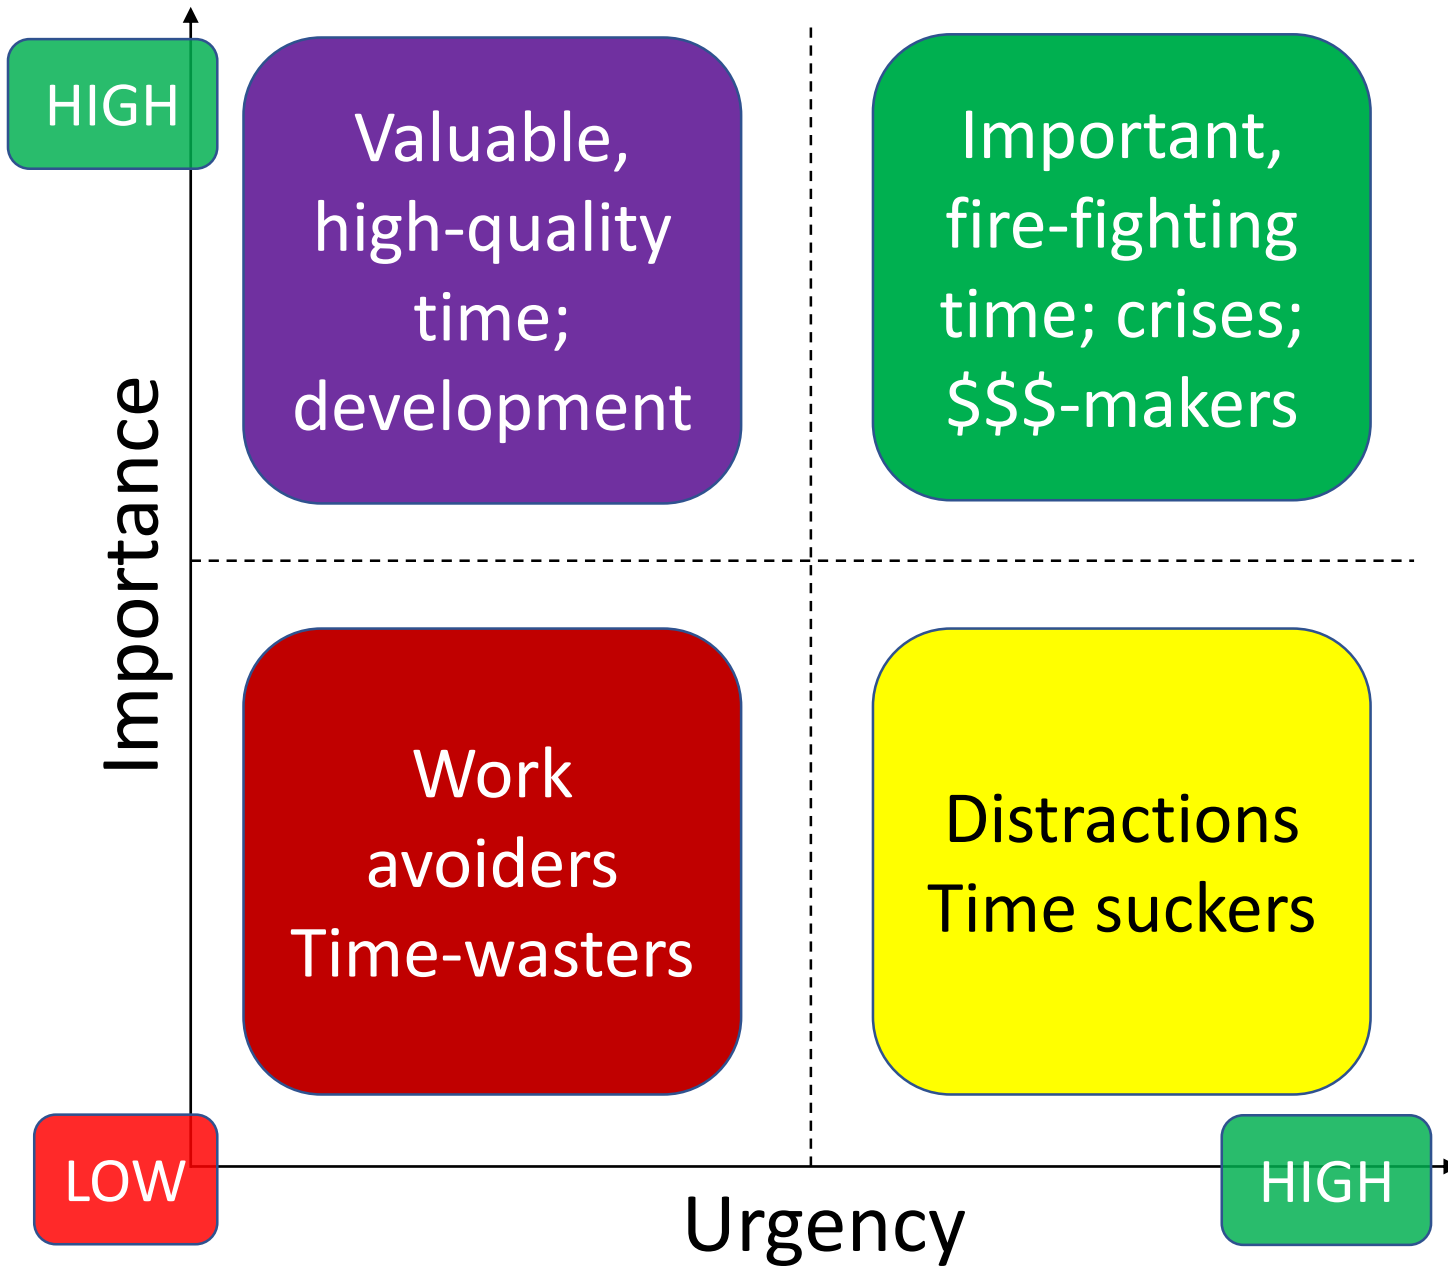 HIGH
Valuable,
high-quality
time;
development
Important,
fire-fighting
time; crises;
$$$-makers
Importance
Work
avoiders
Time-wasters
Distractions
Time suckers
LOW
Urgency
HIGH